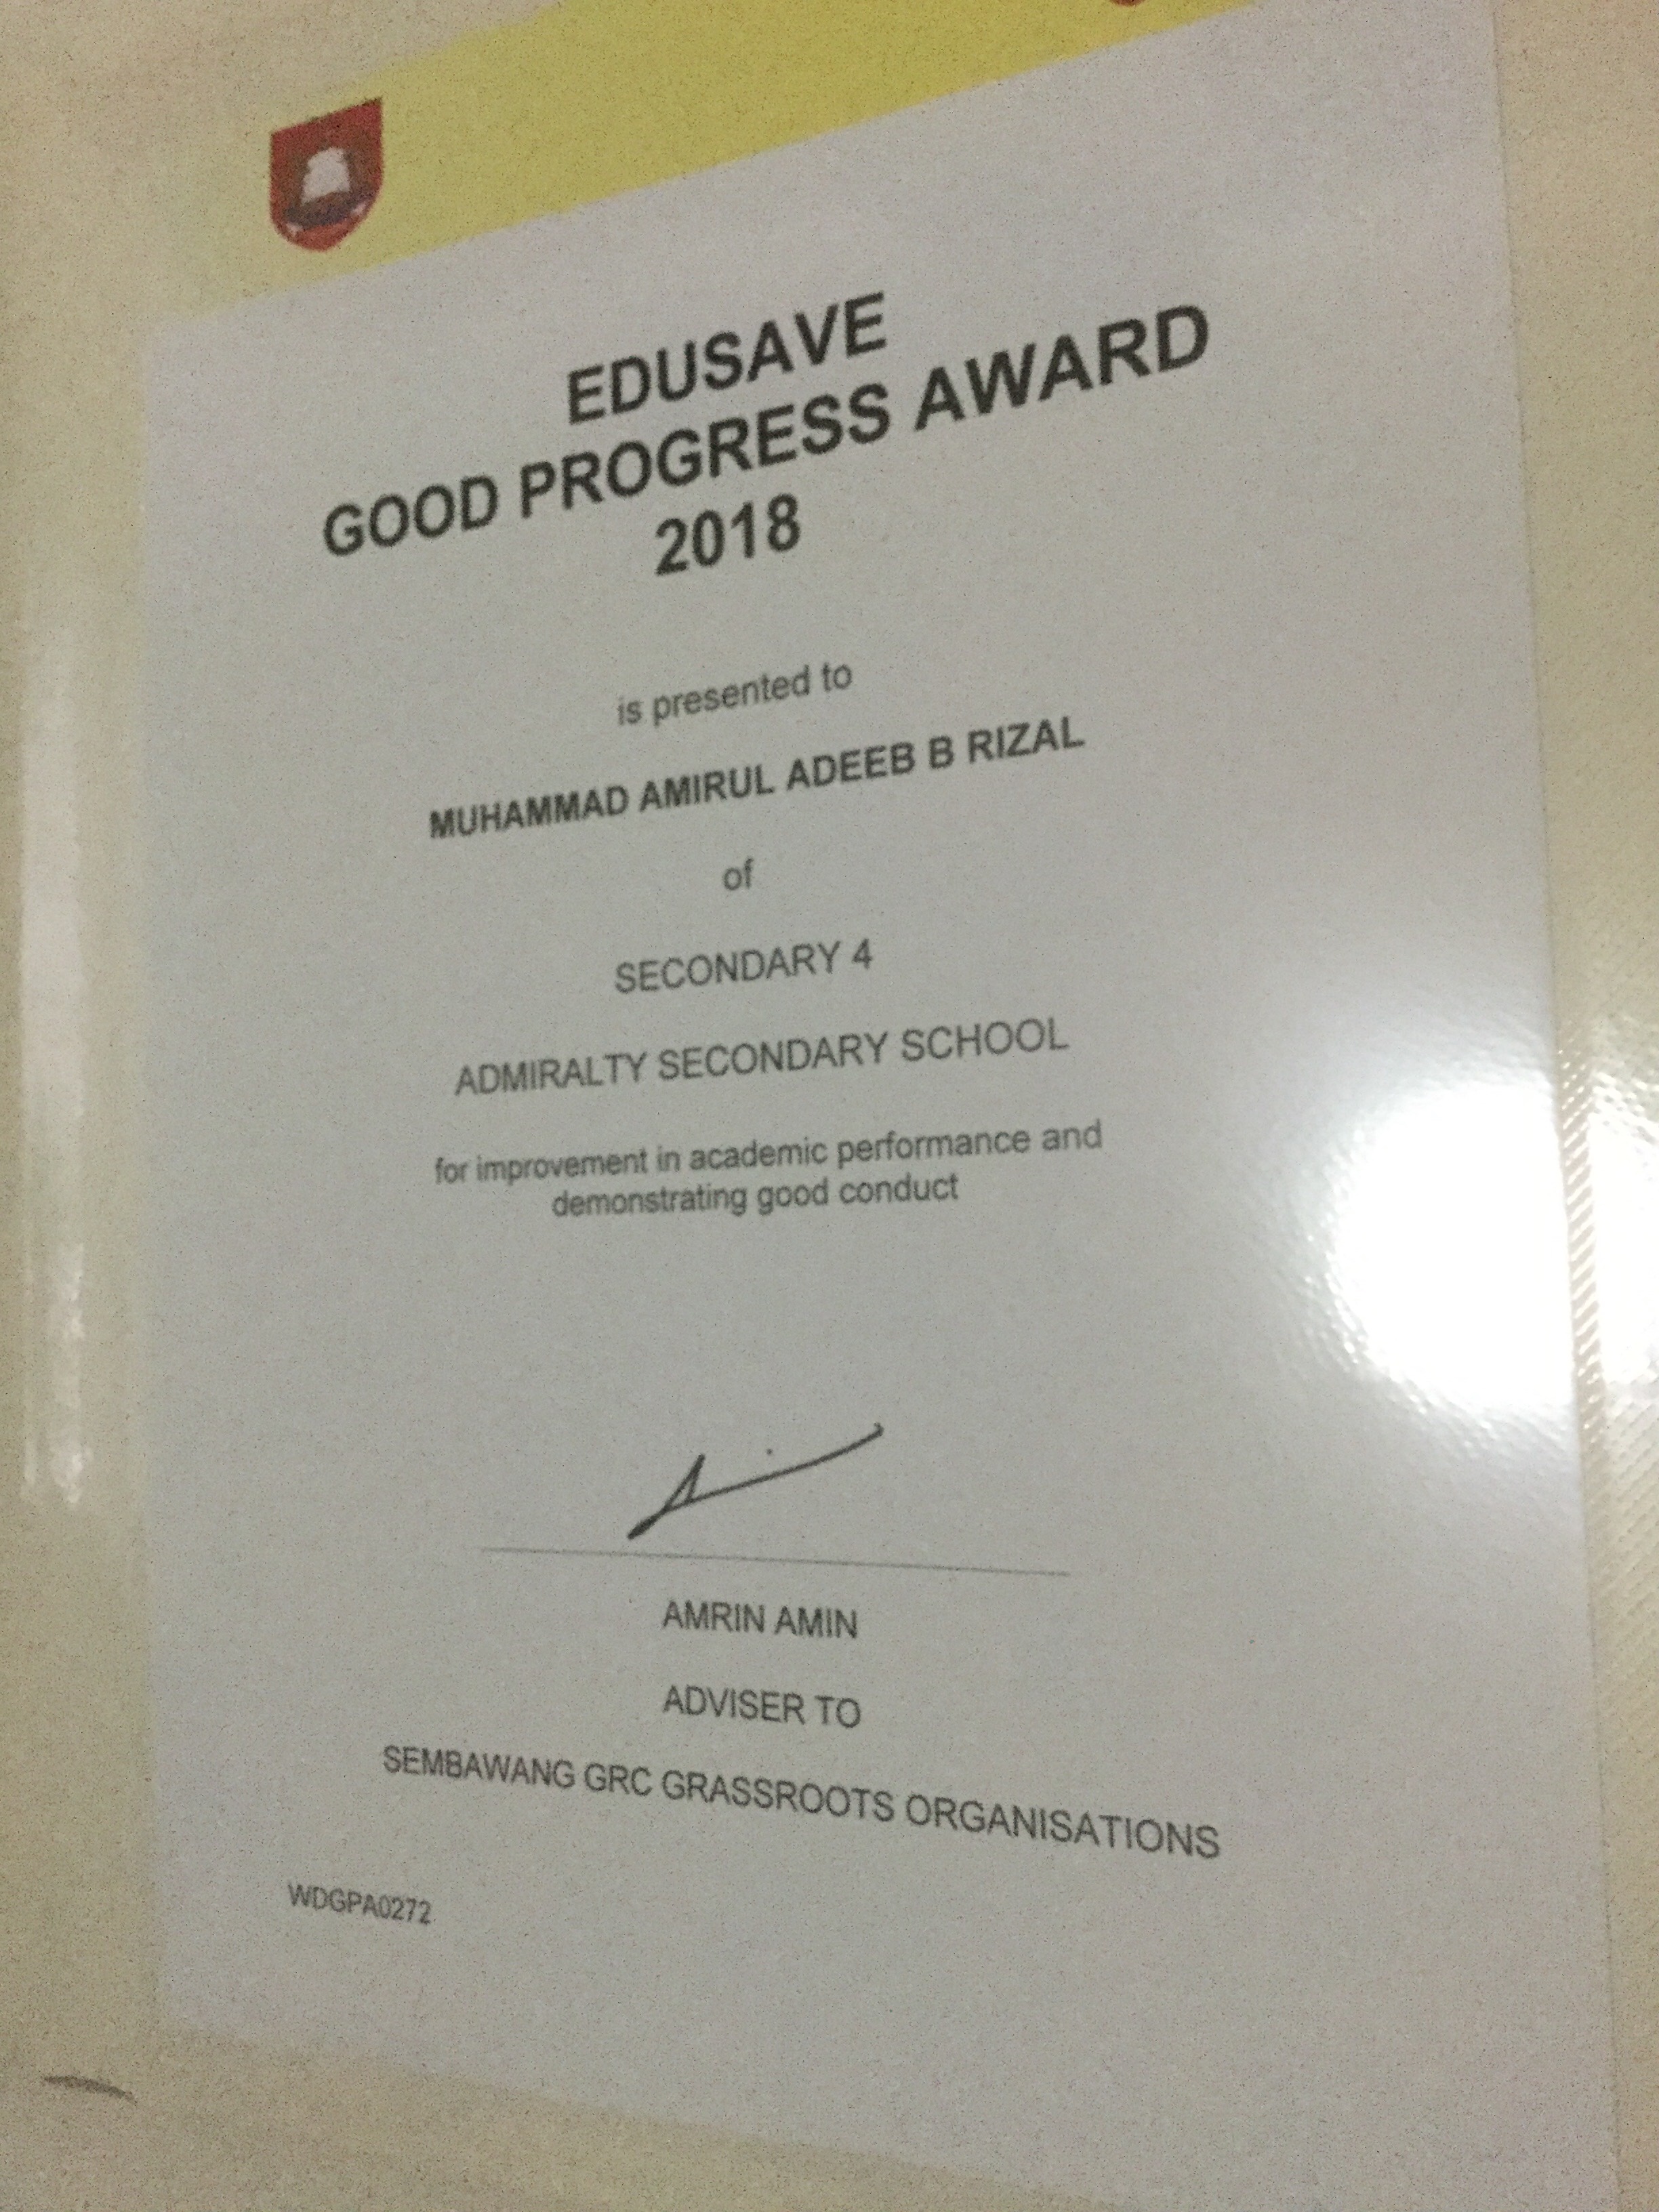 EDUSAVE
GOOD PROGRESS AWARD
2018
is presented to
MUHAMMAD AMIRUL ADEEB B RIZAL
of
SECONDARY 4
ADMIRALTY SECONDARY SCHOOL
for improvement in academic performance and
demonstrating good conduct
AMRIN AMIN
ADVISER TO
SEMBAWANG GRC GRASSROOTS ORGANISATIONS
WDGPA0272